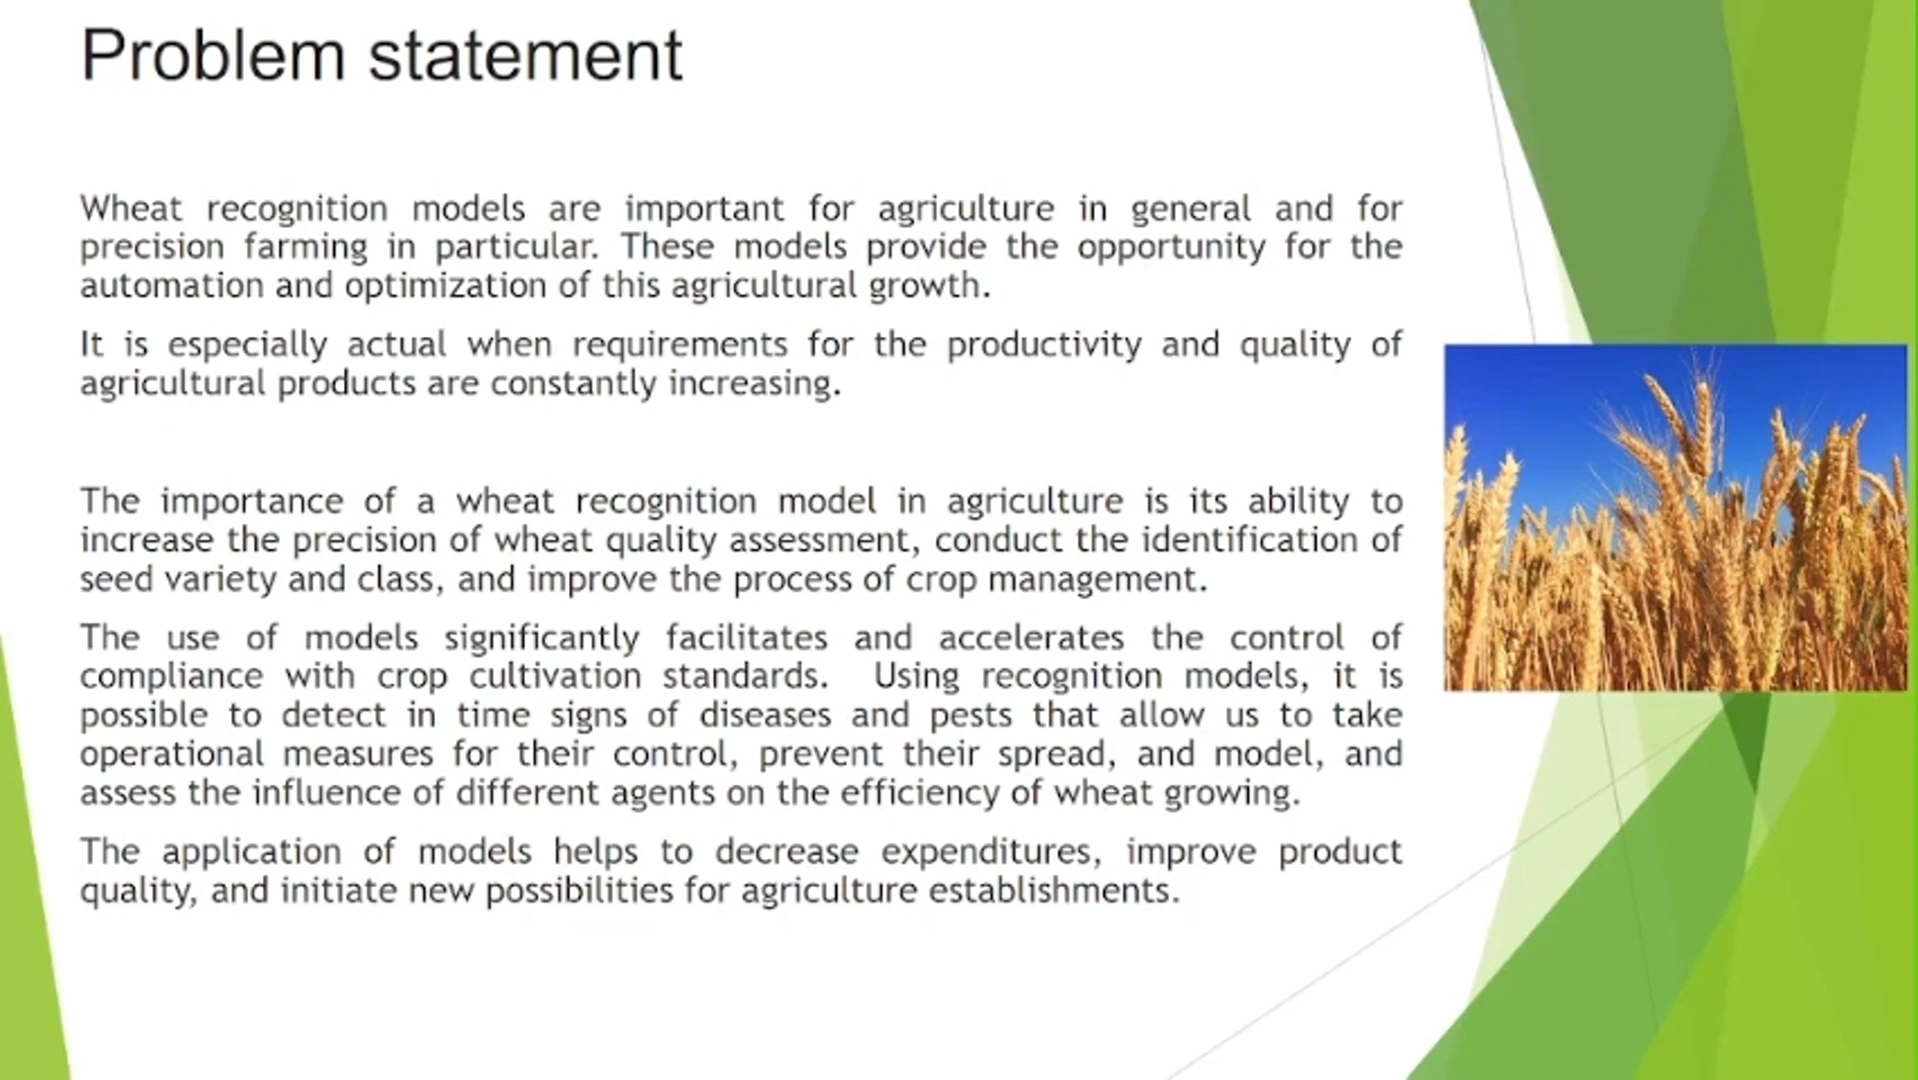 Problem statement
Wheat recognition models are important for agriculture in general and for
precision farming in particular. These models provide the opportunity for the
automation and optimization of this agricultural growth.
It is especially actual when requirements for the productivity and quality of
agricultural products are constantly increasing.
The importance of a wheat recognition model in agriculture is its ability to
increase the precision of wheat quality assessment, conduct the identification of
seed variety and class, and improve the process of crop management.
The use of models significantly facilitates and accelerates the control of
compliance with crop cultivation standards. Using recognition models, it is
possible to detect in time signs of diseases and pests that allow us to take
operational measures for their control, prevent their spread, and model, and
assess the influence of different agents on the efficiency of wheat growing.
The application of models helps to decrease expenditures, improve product
quality, and initiate new possibilities for agriculture establishments.